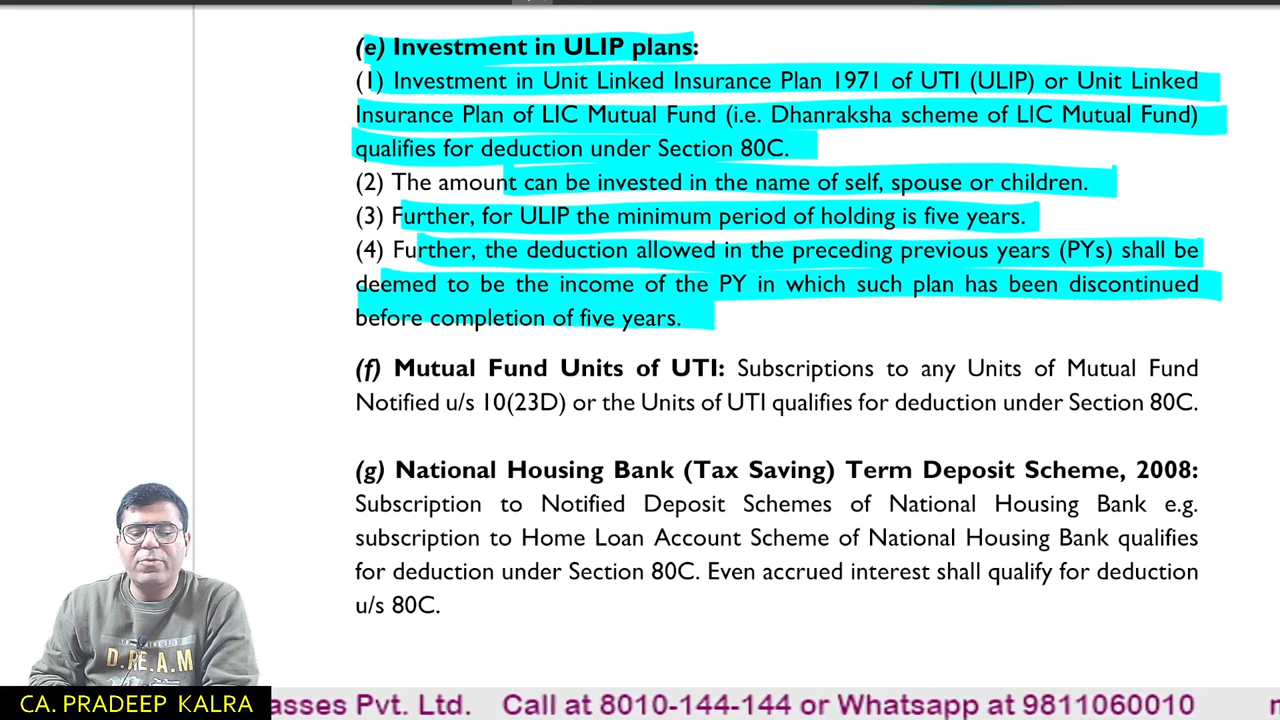 (e) Investment in ULIP plans:
(1) Investment in Unit Linked Insurance Plan 1971 of UTI (ULIP) or Unit Linked
Insurance Plan of LIC Mutual Fund (i.e. Dhanraksha scheme of LIC Mutual Fund)
qualifies for deduction under Section 80C.
(2) The amount can be invested in the name of self, spouse or children.
(3) Further, for ULIP the minimum period of holding is five years.
(4) Further, the deduction allowed in the preceding previous years (PYs) shall be
deemed to be the income of the PY in which such plan has been discontinued
before completion of five years.
(f) Mutual Fund Units of UTI: Subscriptions to any Units of Mutual Fund
Notified u/s 10(23D) or the Units of UTI qualifies for deduction under Section 80C.
(g) National Housing Bank (Tax Saving) Term Deposit Scheme, 2008:
Subscription to Notified Deposit Schemes of National Housing Bank e.g.
subscription to Home Loan Account Scheme of National Housing Bank qualifies
for deduction under Section 80C. Even accrued interest shall qualify for deduction
u/s 80C.
D.RE.A.M
CA. PRADEEP KALRA asses Pvt. Ltd. Call at 8010-144-144 or Whatsapp at 9811060010